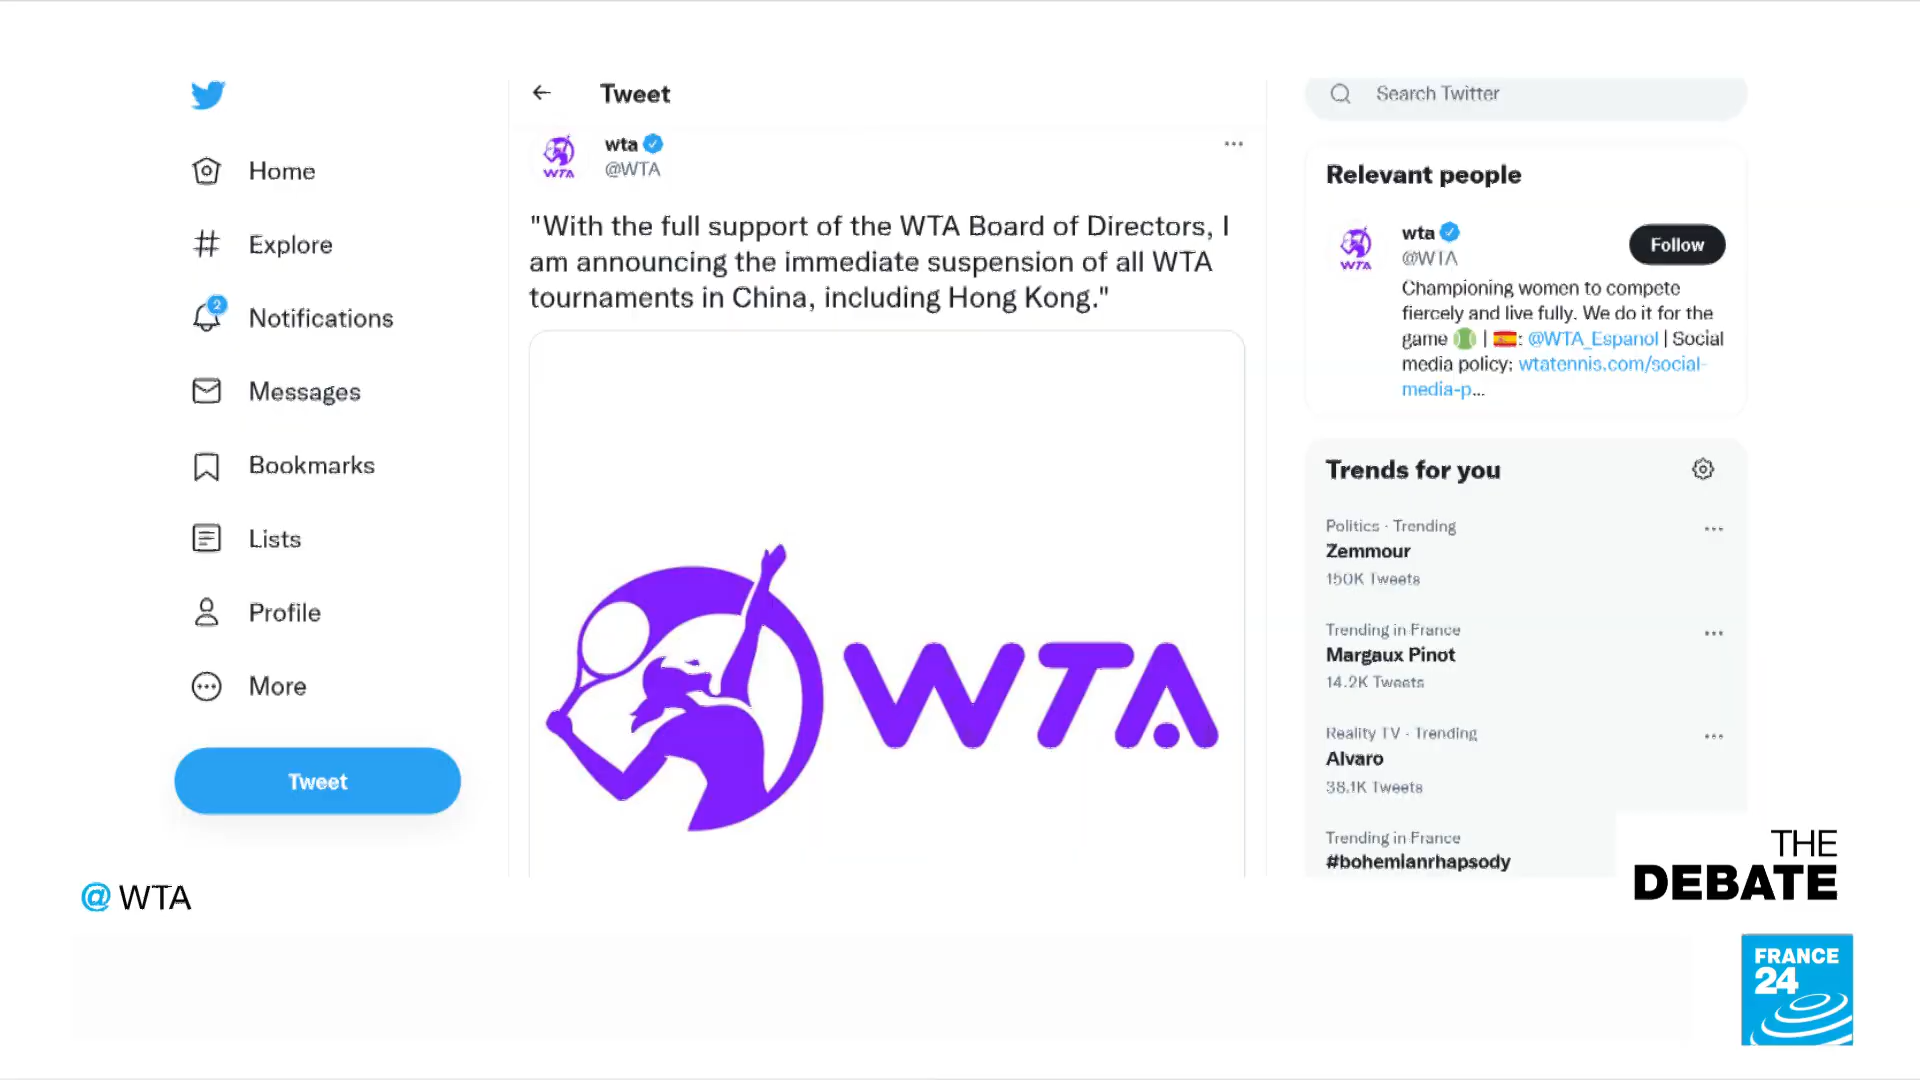 Home
Explore
2
Notifications
Messages
Bookmarks
Lists
Profile
More
Tweet
Tweet
WTA
wta
@WTA
"With the full support of the WTA Board of Directors, I
am announcing the immediate suspension of all WTA
tournaments in China, including Hong Kong."
WTA
Search Twitter
Relevant people
WTA
wta
@WTA
Follow
Championing women to compete
fiercely and live fully. We do it for the
game | : @WTA_Espanol | Social
media policy: wtatennis.com/social-
media-p...
Trends for you
Politics · Trending
Zemmour
150K Tweets
Trending in France
Margaux Pinot
14.2K Tweets
Reality TV · Trending
Alvaro
38.1K Tweets
Trending in France
#bohemianrhapsody
@ WTA
THE
DEBATE
FRANCE
24